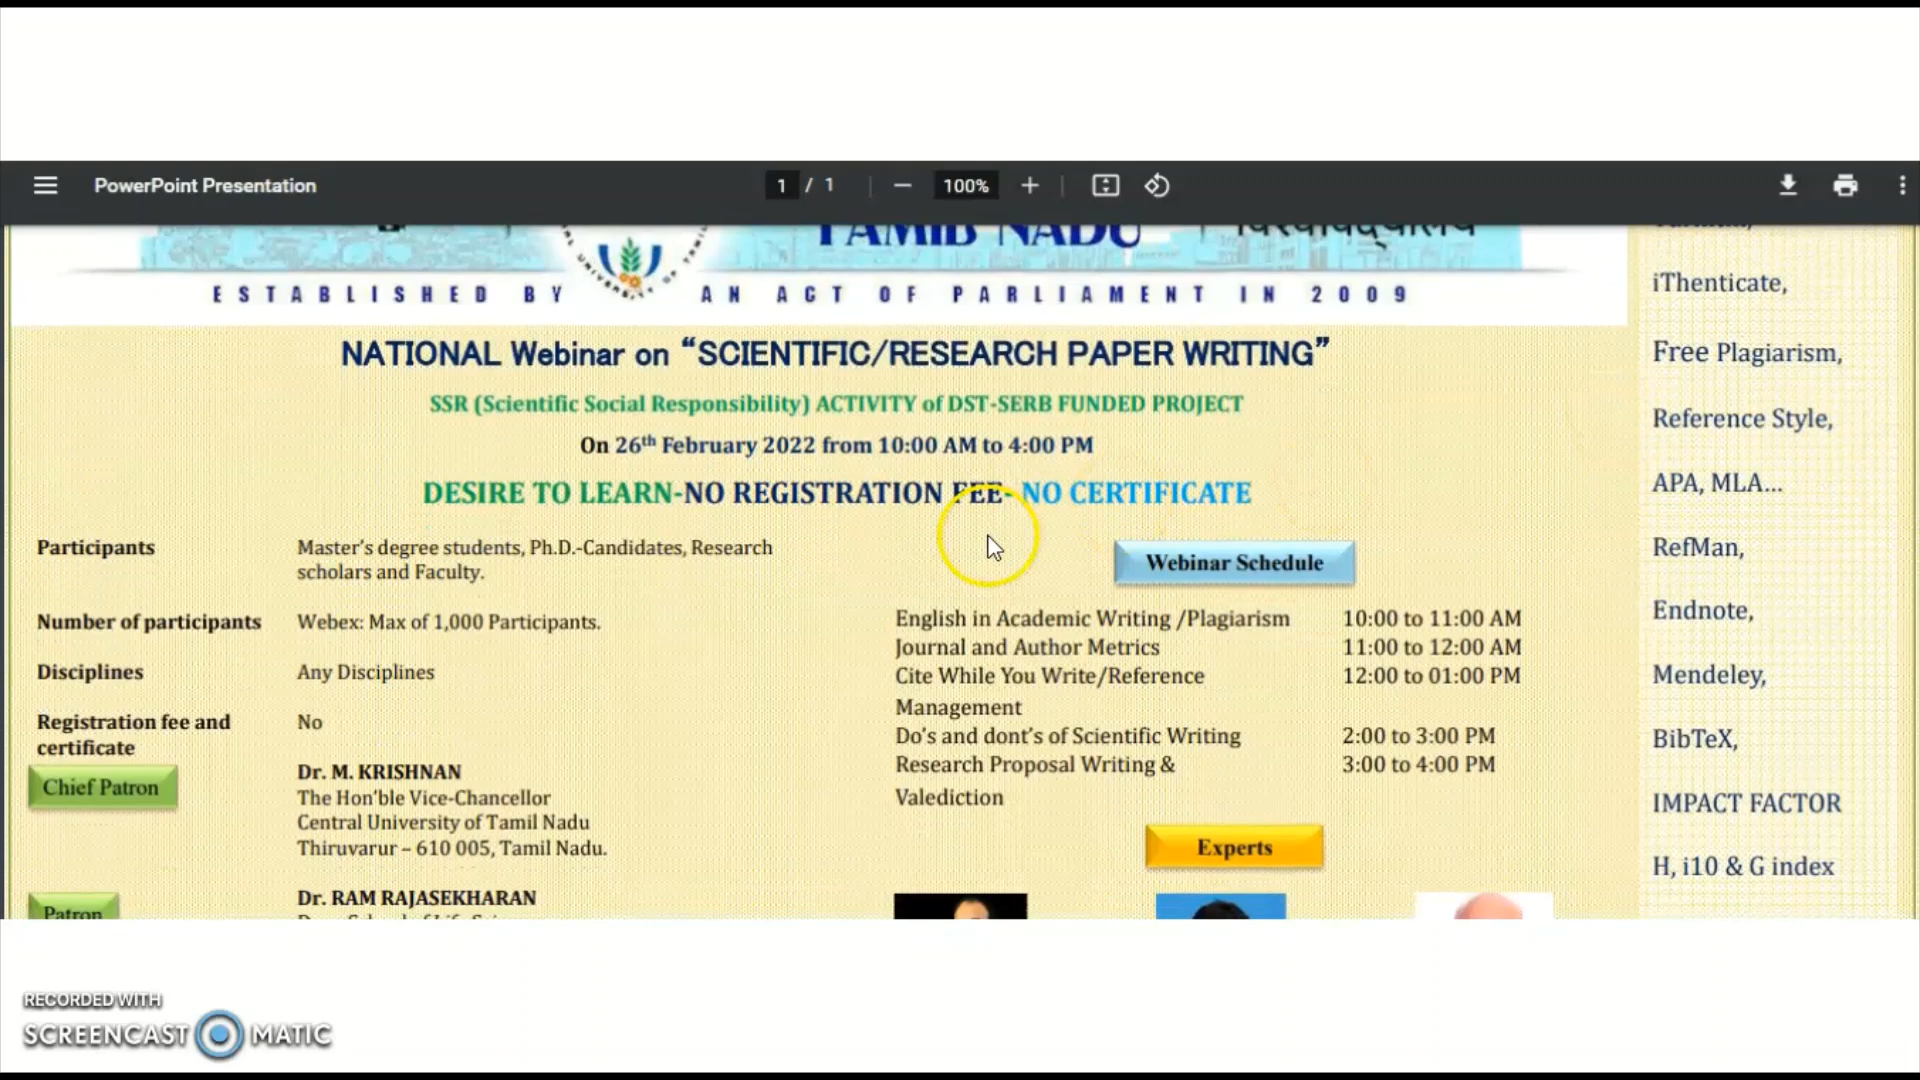 PowerPoint Presentation
1 / 1
100%
TAMIL NADU
विश्वविद्यालय
ESTABLISHED BY AN ACT OF PARLIAMENT IN 2009
NATIONAL Webinar on “SCIENTIFIC/RESEARCH PAPER WRITING”
SSR (Scientific Social Responsibility) ACTIVITY of DST-SERB FUNDED PROJECT
On 26th February 2022 from 10:00 AM to 4:00 PM
DESIRE TO LEARN-NO REGISTRATION FEE- NO CERTIFICATE
Participants Master’s degree students, Ph.D.-Candidates, Research
scholars and Faculty.
Number of participants Webex: Max of 1,000 Participants.
Disciplines Any Disciplines
Registration fee and No
certificate
Chief Patron
Dr. M. KRISHNAN
The Hon’ble Vice-Chancellor
Central University of Tamil Nadu
Thiruvarur – 610 005, Tamil Nadu.
Patron
Dr. RAM RAJASEKHARAN
Webinar Schedule
English in Academic Writing /Plagiarism 10:00 to 11:00 AM
Journal and Author Metrics 11:00 to 12:00 AM
Cite While You Write/Reference 12:00 to 01:00 PM
Management
Do’s and dont’s of Scientific Writing 2:00 to 3:00 PM
Research Proposal Writing & 3:00 to 4:00 PM
Valediction
Experts
iThenticate,
Free Plagiarism,
Reference Style,
APA, MLA...
RefMan,
Endnote,
Mendeley,
BibTeX,
IMPACT FACTOR
H, i10 & G index
RECORDED WITH
SCREENCAST MATIC